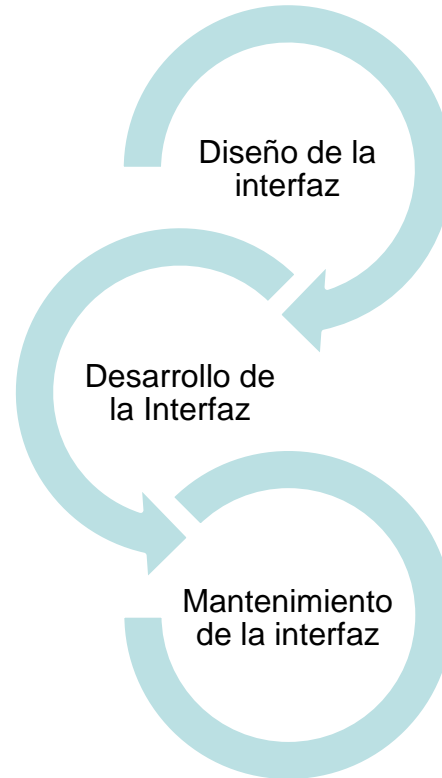 Diseño de la
interfaz
Desarrollo de
la Interfaz
Mantenimiento
de la interfaz